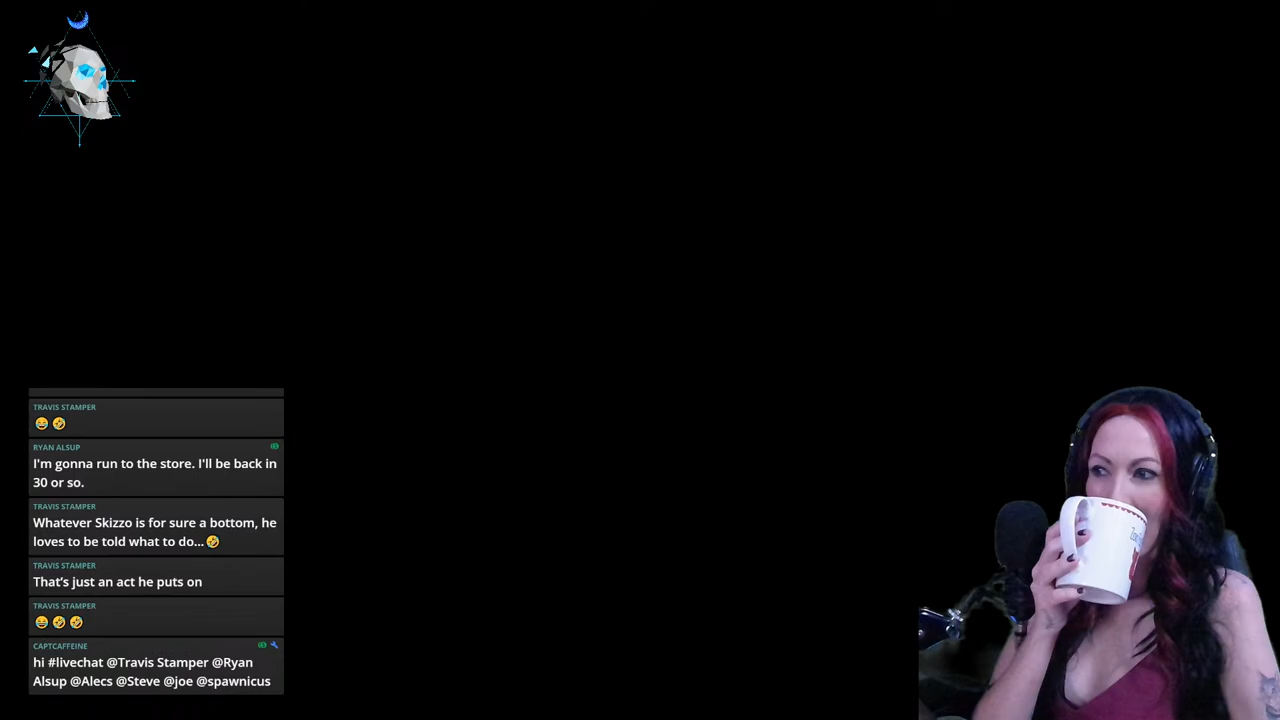 TRAVIS STAMPER
😂 🤣
RYAN ALSUP
I'm gonna run to the store. I'll be back in
30 or so.
TRAVIS STAMPER
Whatever Skizzo is for sure a bottom, he
loves to be told what to do...🤣
TRAVIS STAMPER
That's just an act he puts on
TRAVIS STAMPER
😂 🤣 🤣
CAPTCAFFEINE
hi #livechat @Travis Stamper @Ryan
Alsup @Alecs @Steve @joe @spawnicus